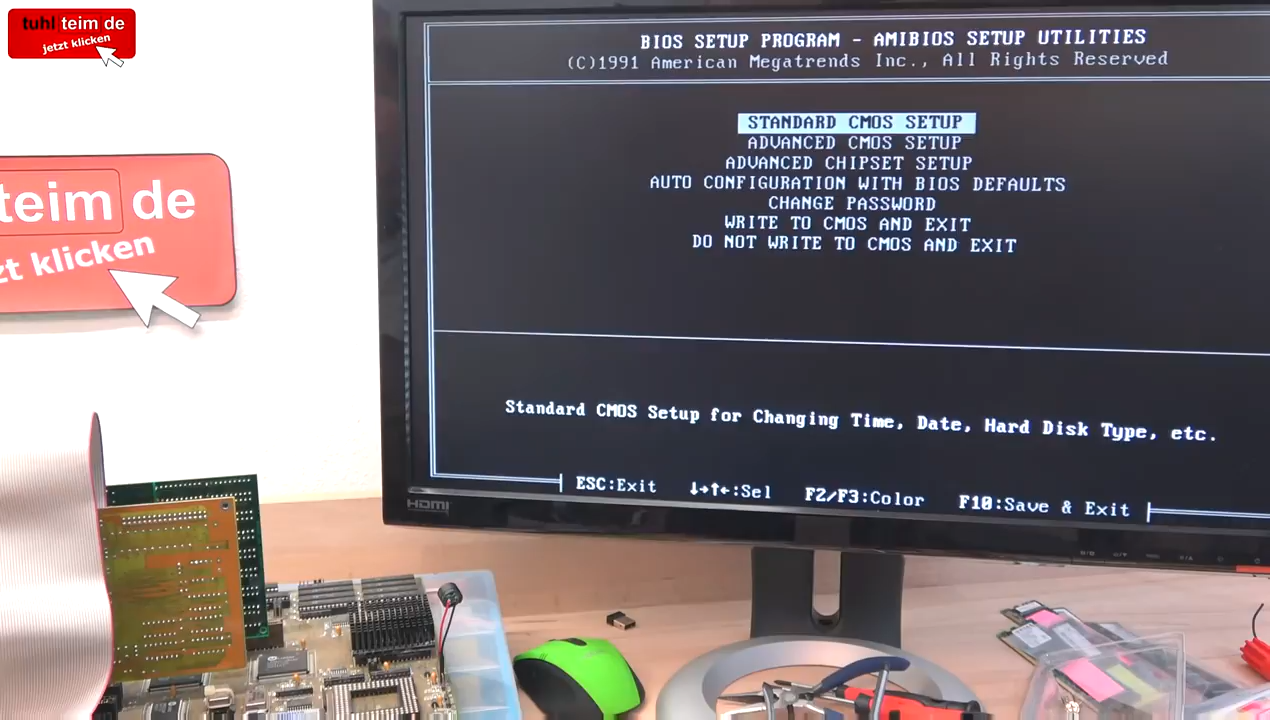 tuhl teim de
jetzt klicken
teim de
zt klicken
BIOS SETUP PROGRAM - AMIBIOS SETUP UTILITIES
(C)1991 American Megatrends Inc., All Rights Reserved
STANDARD CMOS SETUP
ADVANCED CMOS SETUP
ADVANCED CHIPSET SETUP
AUTO CONFIGURATION WITH BIOS DEFAULTS
CHANGE PASSWORD
WRITE TO CMOS AND EXIT
DO NOT WRITE TO CMOS AND EXIT
Standard CMOS Setup for Changing Time, Date, Hard Disk Type, etc.
ESC:Exit ↓→↑←:Sel F2/F3:Color F10:Save & Exit
HDMI